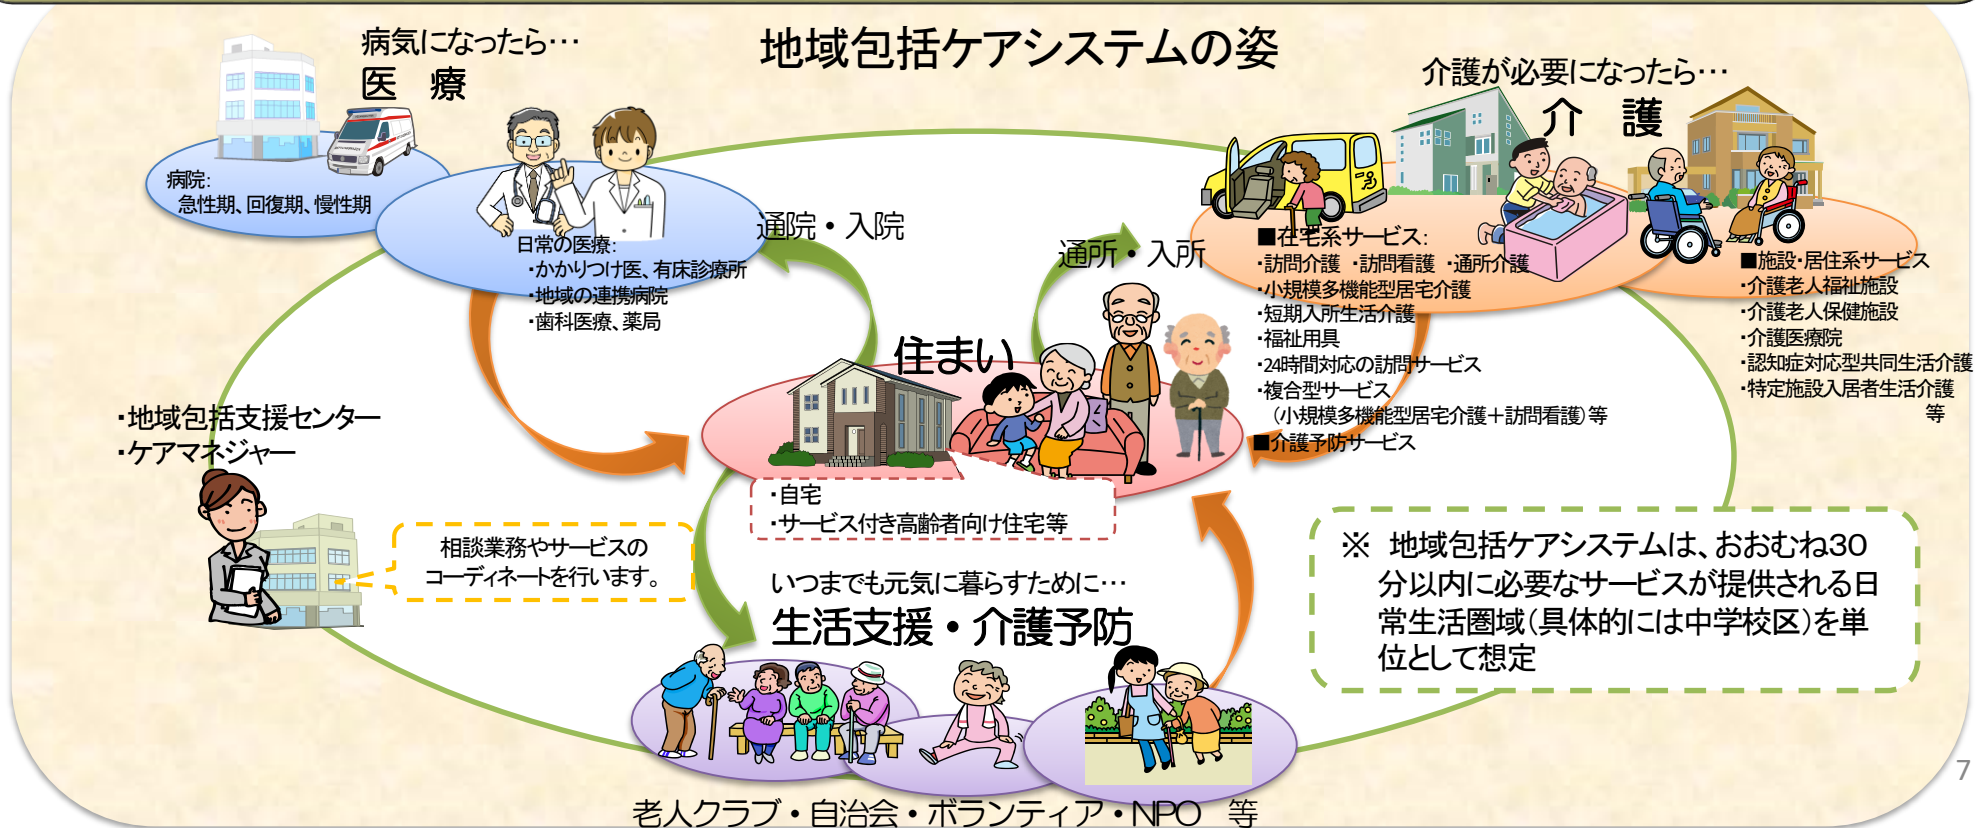 地域包括ケアシステムの姿
病気になったら…
医 療
病院:
急性期、回復期、慢性期
日常の医療:
・かかりつけ医、有床診療所
・地域の連携病院
・歯科医療、薬局
通院・入院
通所・入所
介護が必要になったら…
介 護
■在宅系サービス:
・訪問介護 ・訪問看護 ・通所介護
・小規模多機能型居宅介護
・短期入所生活介護
・福祉用具
・24時間対応の訪問サービス
・複合型サービス
(小規模多機能型居宅介護+訪問看護)等
■介護予防サービス
■施設・居住系サービス
・介護老人福祉施設
・介護老人保健施設
・介護医療院
・認知症対応型共同生活介護
・特定施設入居者生活介護
等
住まい
・自宅
・サービス付き高齢者向け住宅等
・地域包括支援センター
・ケアマネジャー
相談業務やサービスの
コーディネートを行います。
いつまでも元気に暮らすために…
生活支援・介護予防
老人クラブ・自治会・ボランティア・NPO 等
※ 地域包括ケアシステムは、おおむね30
分以内に必要なサービスが提供される日
常生活圏域(具体的には中学校区)を単
位として想定
7